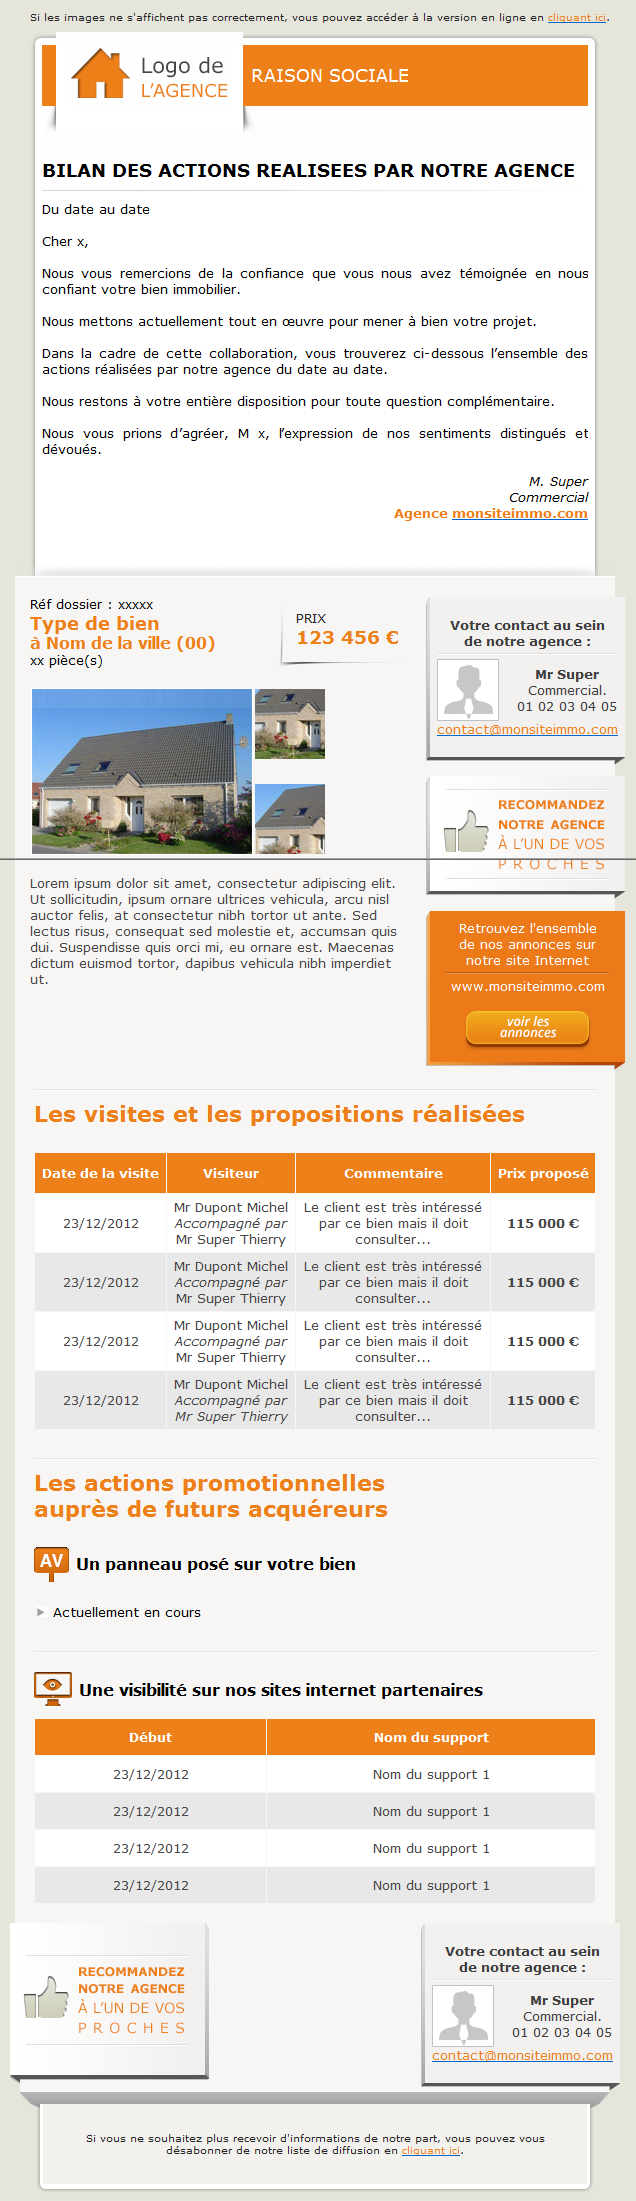 Si les images ne s'affichent pas correctement, vous pouvez accéder à la version en ligne en cliquant ici.
Logo de
L'AGENCE
RAISON SOCIALE
BILAN DES ACTIONS REALISEES PAR NOTRE AGENCE
Du date au date
Cher x,
Nous vous remercions de la confiance que vous nous avez témoignée en nous
confiant votre bien immobilier.
Nous mettons actuellement tout en œuvre pour mener à bien votre projet.
Dans la cadre de cette collaboration, vous trouverez ci-dessous l'ensemble des
actions réalisées par notre agence du date au date.
Nous restons à votre entière disposition pour toute question complémentaire.
Nous vous prions d'agréer, M x, l'expression de nos sentiments distingués et
dévoués.
M. Super
Commercial
Agence monsiteimmo.com
Réf dossier : xxxxx
Type de bien
à Nom de la ville (00)
xx pièce(s)
PRIX
123 456 €
Votre contact au sein
de notre agence :
Mr Super
Commercial.
01 02 03 04 05
contact@monsiteimmo.com
RECOMMANDEZ
NOTRE AGENCE
À L'UN DE VOS
PROCHES
Lorem ipsum dolor sit amet, consectetur adipiscing elit.
Ut sollicitudin, ipsum ornare ultrices vehicula, arcu nisl
auctor felis, at consectetur nibh tortor ut ante. Sed
lectus risus, consequat sed molestie et, accumsan quis
dui. Suspendisse quis orci mi, eu ornare est. Maecenas
dictum euismod tortor, dapibus vehicula nibh imperdiet
ut.
Retrouvez l'ensemble
de nos annonces sur
notre site Internet
www.monsiteimmo.com
voir les
annonces
Les visites et les propositions réalisées
Date de la visite Visiteur Commentaire Prix proposé
Mr Dupont Michel Le client est très intéressé
23/12/2012 Accompagné par par ce bien mais il doit 115 000 €
Mr Super Thierry consulter...
Mr Dupont Michel Le client est très intéressé
23/12/2012 Accompagné par par ce bien mais il doit 115 000 €
Mr Super Thierry consulter...
Mr Dupont Michel Le client est très intéressé
23/12/2012 Accompagné par par ce bien mais il doit 115 000 €
Mr Super Thierry consulter...
Mr Dupont Michel Le client est très intéressé
23/12/2012 Accompagné par par ce bien mais il doit 115 000 €
Mr Super Thierry consulter...
Les actions promotionnelles
auprès de futurs acquéreurs
AV Un panneau posé sur votre bien
Actuellement en cours
Une visibilité sur nos sites internet partenaires
Début Nom du support
23/12/2012 Nom du support 1
23/12/2012 Nom du support 1
23/12/2012 Nom du support 1
23/12/2012 Nom du support 1
RECOMMANDEZ
NOTRE AGENCE
À L'UN DE VOS
PROCHES
Votre contact au sein
de notre agence :
Mr Super
Commercial.
01 02 03 04 05
contact@monsiteimmo.com
Si vous ne souhaitez plus recevoir d'informations de notre part, vous pouvez vous
désabonner de notre liste de diffusion en cliquant ici.